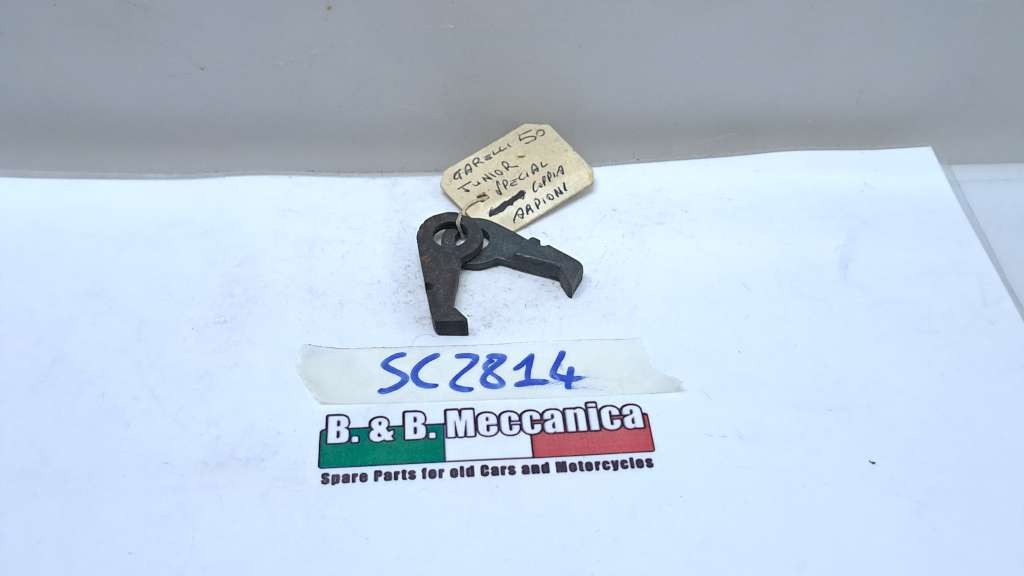 GARELLI 50
JUNIOR
SPECIAL
COPPIA
ARPIONI
SC2814
B. & B. Meccanica
Spare Parts for old Cars and Motorcycles